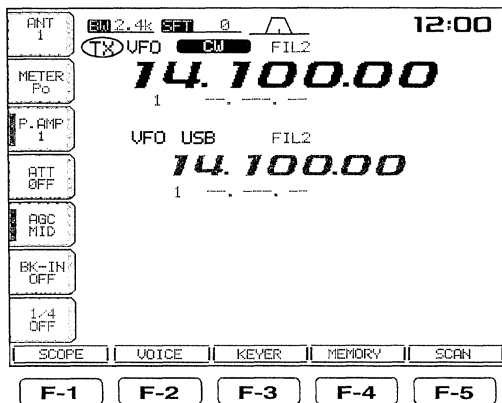 ANT
1
BW 2.4k SFT 0
12:00
TX VFO CW FIL2
14.100.00
1 --.---.--
METER
Po
P.AMP
1
VFO USB FIL2
14.100.00
1 --.---.--
ATT
OFF
AGC
MID
BK-IN
OFF
1/4
OFF
SCOPE VOICE KEYER MEMORY SCAN
F-1 F-2 F-3 F-4 F-5